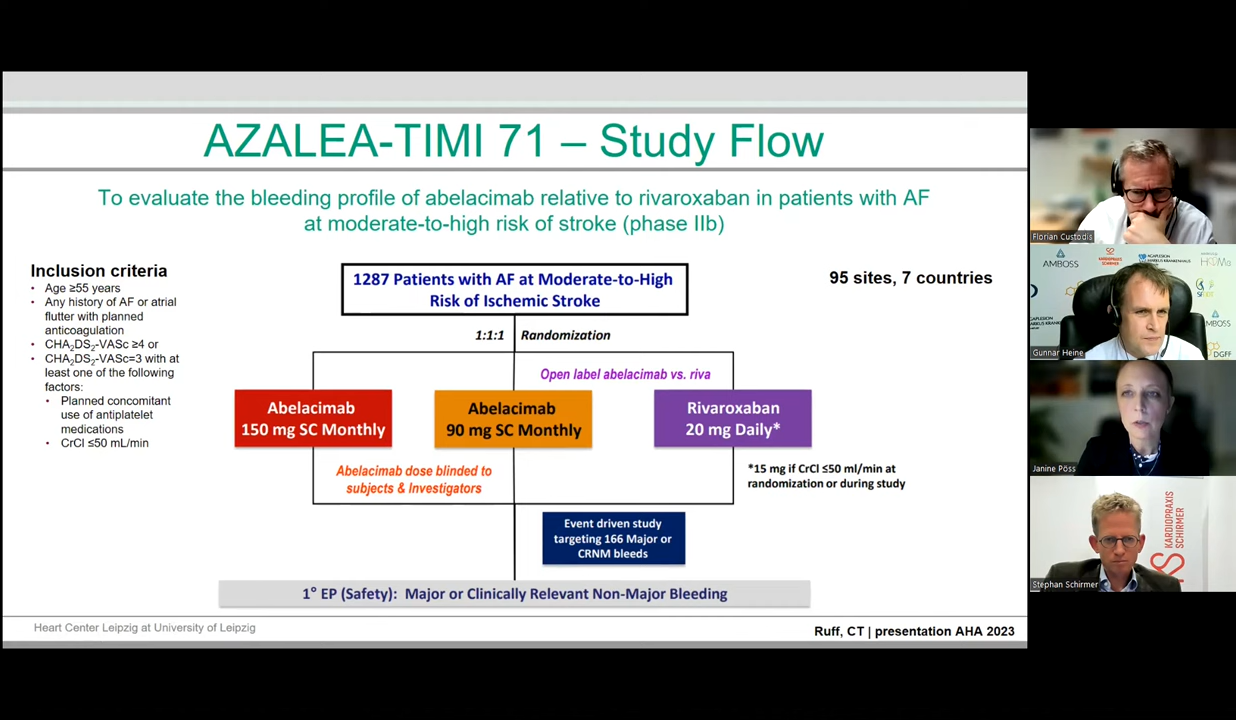 AZALEA-TIMI 71 – Study Flow
To evaluate the bleeding profile of abelacimab relative to rivaroxaban in patients with AF
at moderate-to-high risk of stroke (phase IIb)
Inclusion criteria
• Age ≥55 years
• Any history of AF or atrial
flutter with planned
anticoagulation
• CHA2DS2-VASc ≥4 or
• CHA2DS2-VASc=3 with at
least one of the following
factors:
• Planned concomitant
use of antiplatelet
medications
• CrCl ≤50 mL/min
1287 Patients with AF at Moderate-to-High
Risk of Ischemic Stroke
95 sites, 7 countries
1:1:1 Randomization
Open label abelacimab vs. riva
Abelacimab
150 mg SC Monthly
Abelacimab
90 mg SC Monthly
Rivaroxaban
20 mg Daily*
Abelacimab dose blinded to
subjects & Investigators
*15 mg if CrCl ≤50 ml/min at
randomization or during study
Event driven study
targeting 166 Major or
CRNM bleeds
1° EP (Safety): Major or Clinically Relevant Non-Major Bleeding
Heart Center Leipzig at University of Leipzig
Ruff, CT | presentation AHA 2023
Florian Custodis
AMBOSS
KARDIOPRAXIS
SCHIRMER
AGAPLESION
MARKUS KRANKENHAUS
AMBOSS
DGFF
Gunnar Heine
Janine Pöss
KARDIOPRAXIS
SCHIRMER
Stephan Schirmer